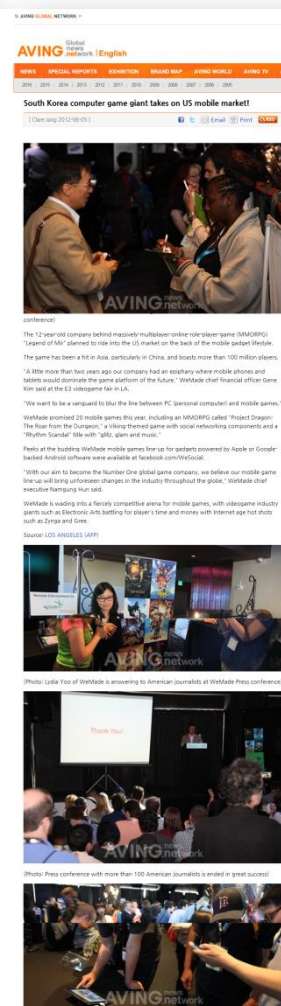 AVING GLOBAL NETWORK
AVING Global news network | English
NEWS SPECIAL REPORTS EXHIBITION BRAND MAP AVING WORLD AVING TV
2016 | 2015 | 2014 | 2013 | 2012 | 2011 | 2010 | 2009 | 2008 | 2007 | 2006 | 2005
South Korea computer game giant takes on US mobile market!
[ Clare Jang 2012-06-05 ] Email Print
AVING news network
conference)
The 12-year-old company behind massively-multiplayer-online-role-player-game (MMORPG)
"Legend of Mir" planned to ride into the US market on the back of the mobile gadget lifestyle.
The game has been a hit in Asia, particularly in China, and boasts more than 100 million players.
"A little more than two years ago our company had an epiphany where mobile phones and
tablets would dominate the game platform of the future," WeMade chief financial officer Gene
Kim said at the E3 videogame fair in LA.
"We want to be a vanguard to blur the line between PC (personal computer) and mobile games."
WeMade promised 20 mobile games this year, including an MMORPG called "Project Dragon:
The Roar from the Dungeon," a Viking-themed game with social networking components and a
"Rhythm Scandal" title with "glitz, glam and music."
Peeks at the budding WeMade mobile games line-up for gadgets powered by Apple or Google-
backed Android software were available at facebook.com/WeSocial.
"With our aim to become the Number One global game company, we believe our mobile game
line-up will bring unforeseen changes in the industry throughout the globe," WeMade chief
executive Namgung Hun said.
WeMade is wading into a fiercely competitive arena for mobile games, with videogame industry
giants such as Electronic Arts battling for player's time and money with Internet age hot shots
such as Zynga and Gree.
Source: LOS ANGELES (AFP)
AVING news network
(Photo) Lydia Yoo of WeMade is answering to American journalists at WeMade Press conference)
Thank You!
AVING news network
(Photo) Press conference with more than 100 American journalists is ended in great success)
AVING news network